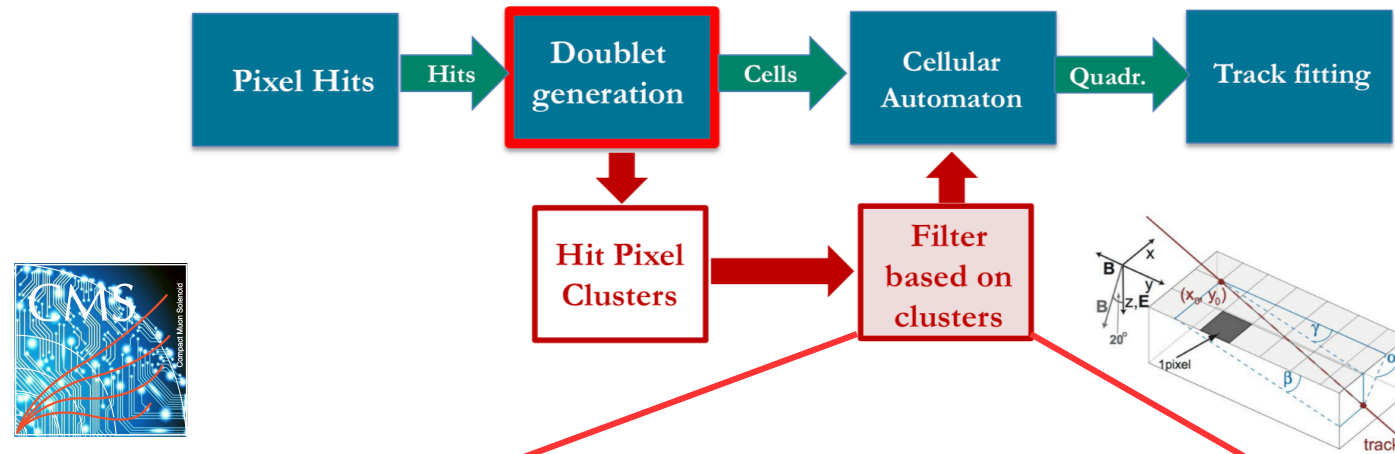 Pixel Hits
Hits
Doublet
generation
Cells
Cellular
Automaton
Quadr.
Track fitting
Hit Pixel
Clusters
Filter
based on
clusters
CMS
Compact Muon Solenoid
B
x
y
z,E
B
20°
(x₀, y₀)
γ
α
β
1pixel
track